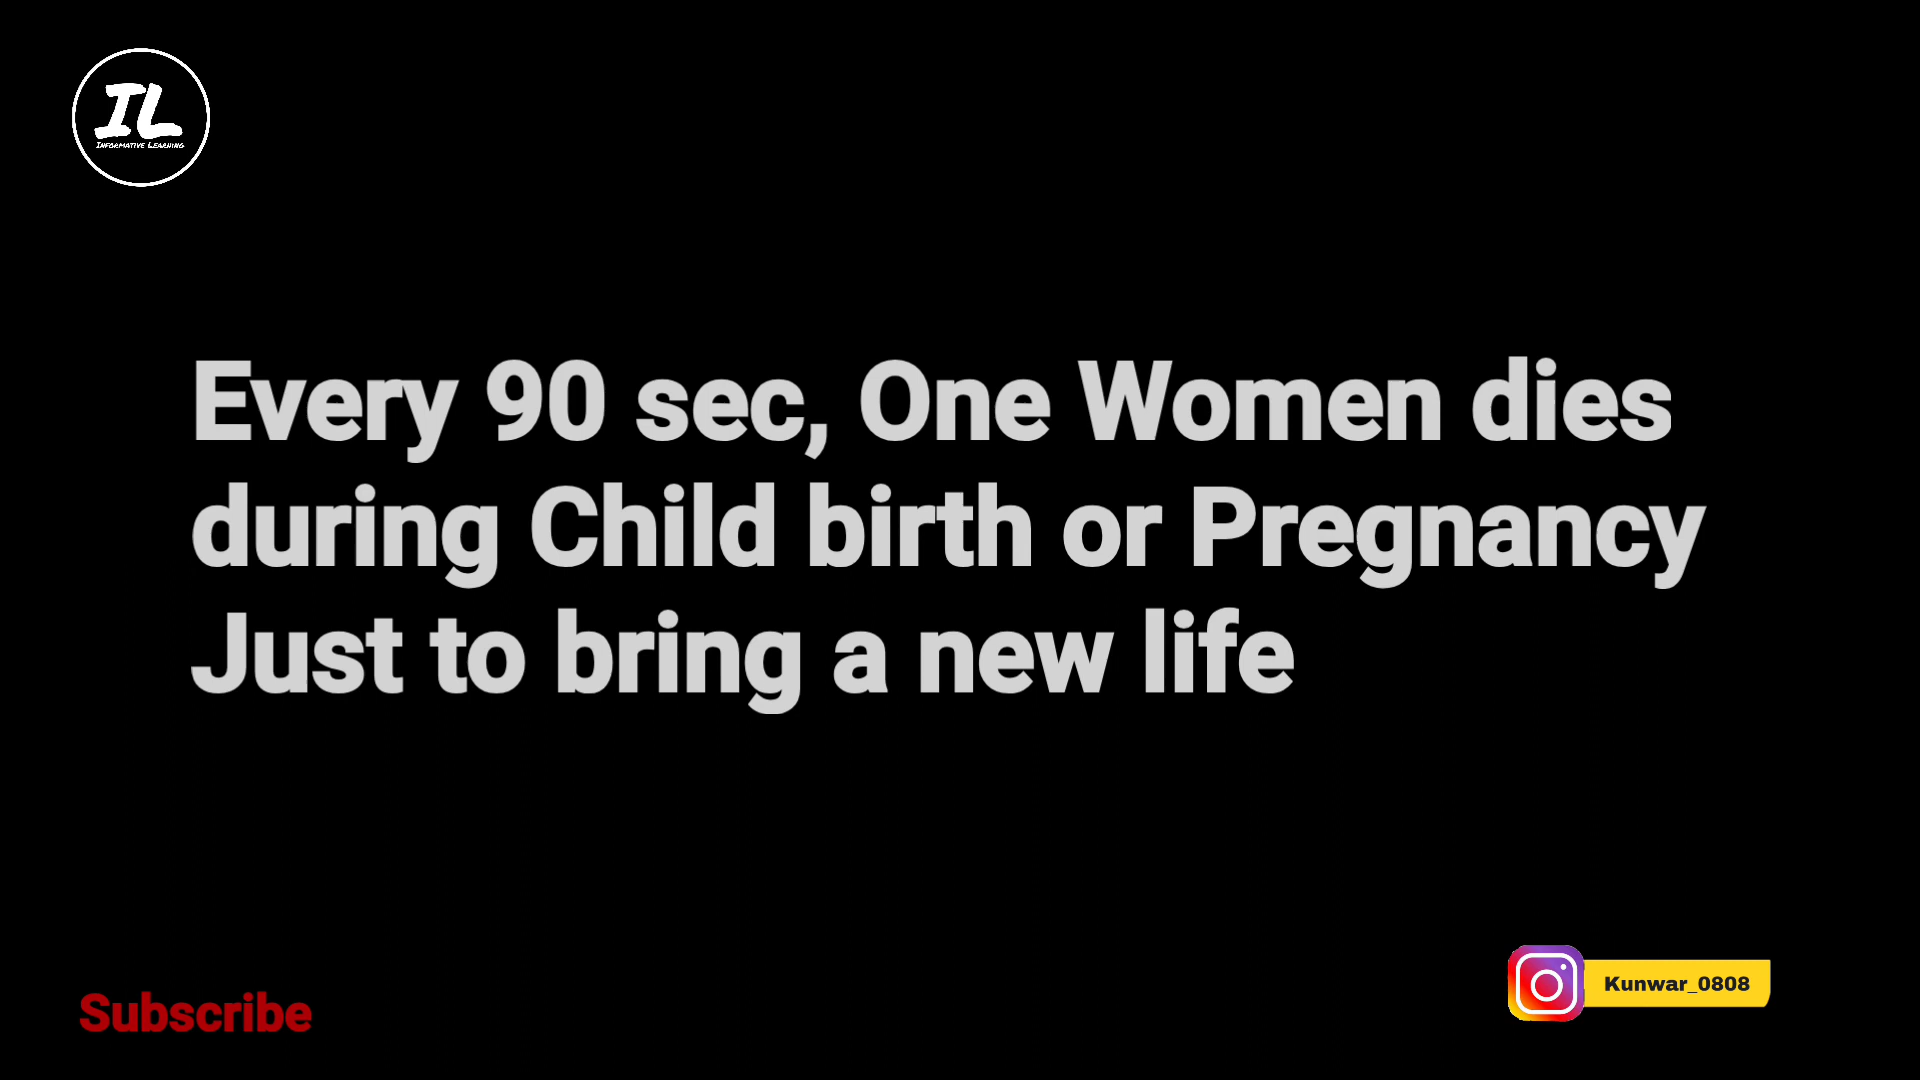 IL
Informative Learning
Every 90 sec, One Women dies
during Child birth or Pregnancy
Just to bring a new life
Subscribe
Kunwar_0808